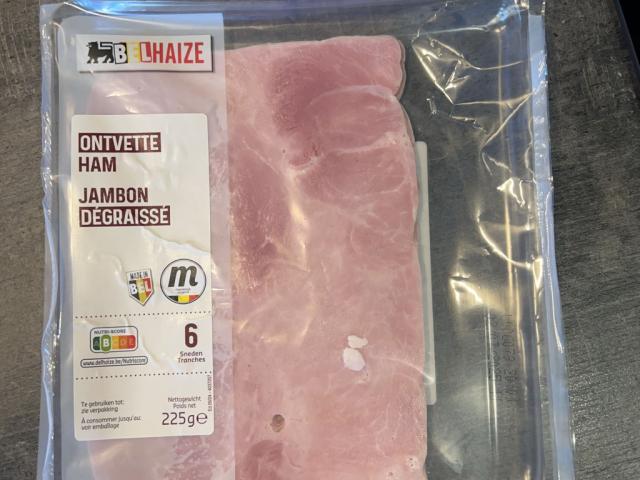 BELHAIZE
ONTVETTE
HAM
JAMBON
DÉGRAISSÉ
MADE IN
BEL
m
NUTRI-SCORE
A B C D E
www.delhaize.be/Nutriscore
6
Sneden
Tranches
Te gebruiken tot:
zie verpakking
À consommer jusqu'au:
voir emballage
Nettogewicht
Poids net
225g℮